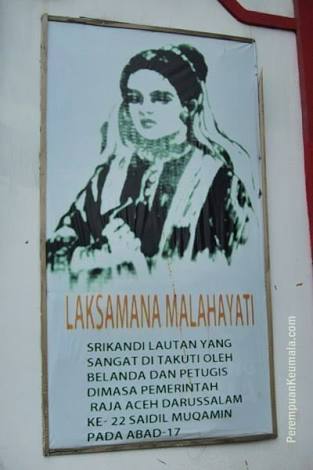 LAKSAMANA MALAHAYATI
SRIKANDI LAUTAN YANG
SANGAT DI TAKUTI OLEH
BELANDA DAN PETUGIS
DIMASA PEMERINTAH
RAJA ACEH DARUSSALAM
KE- 22 SAIDIL MUQAMIN
PADA ABAD-17
PerempuanKeumala.com